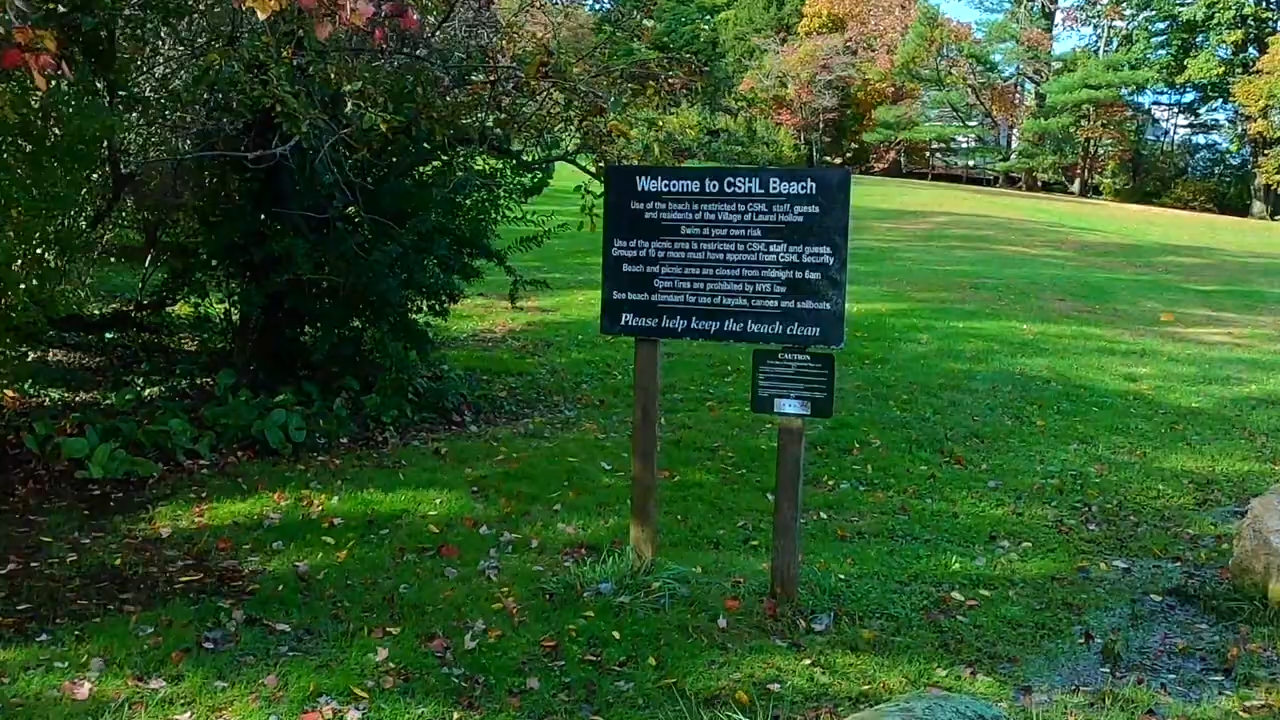 Welcome to CSHL Beach
Use of the beach is restricted to CSHL staff, guests
and residents of the Village of Laurel Hollow
Swim at your own risk
Use of the picnic area is restricted to CSHL staff and guests.
Groups of 10 or more must have approval from CSHL Security
Beach and picnic area are closed from midnight to 6am
Open fires are prohibited by NYS law
See beach attendant for use of kayaks, canoes and sailboats
Please help keep the beach clean
CAUTION